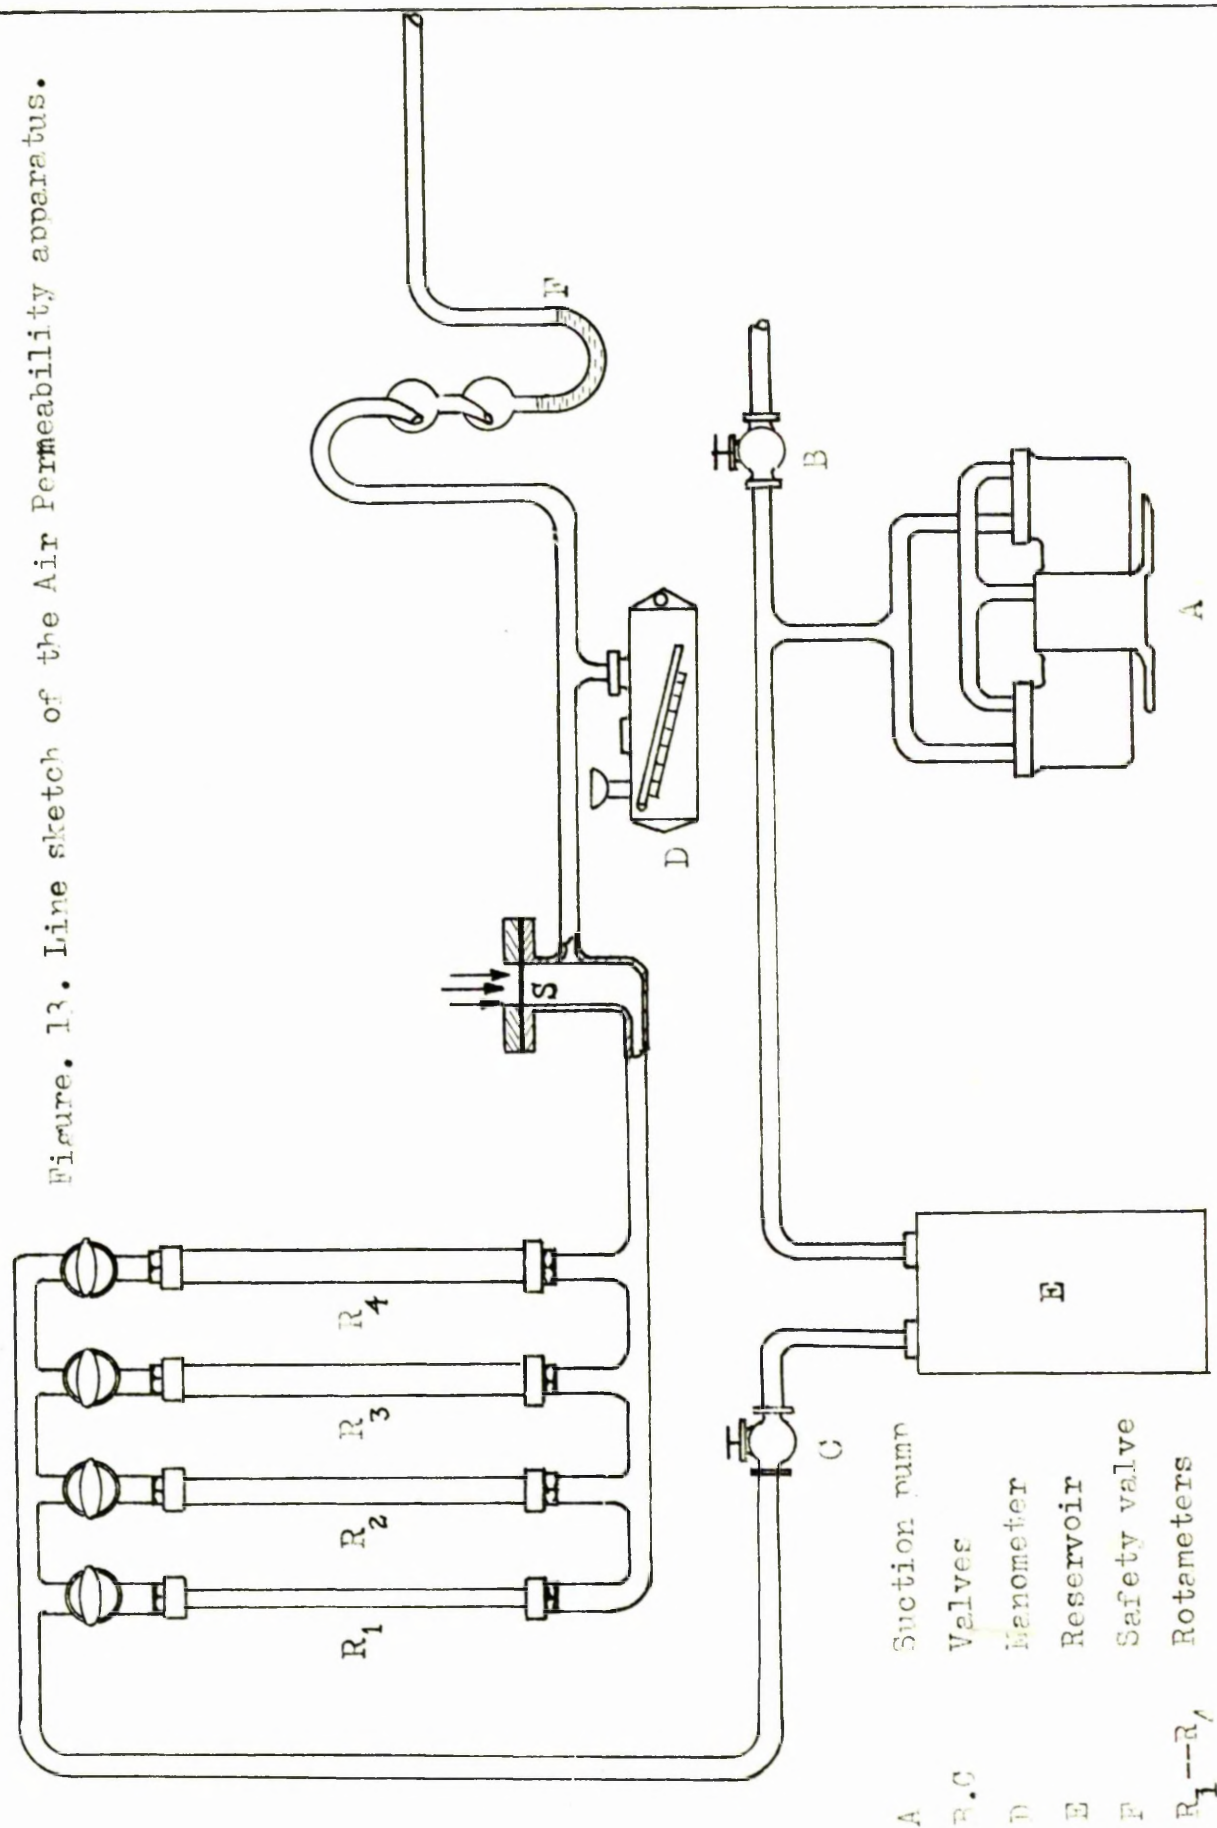 Figure. 13. Line sketch of the Air Permeability apparatus.
R1
R2
R3
R4
S
F
D
B
C
E
A
A Suction pump
B.C Valves
D Manometer
E Reservoir
F Safety valve
R1--R4 Rotameters